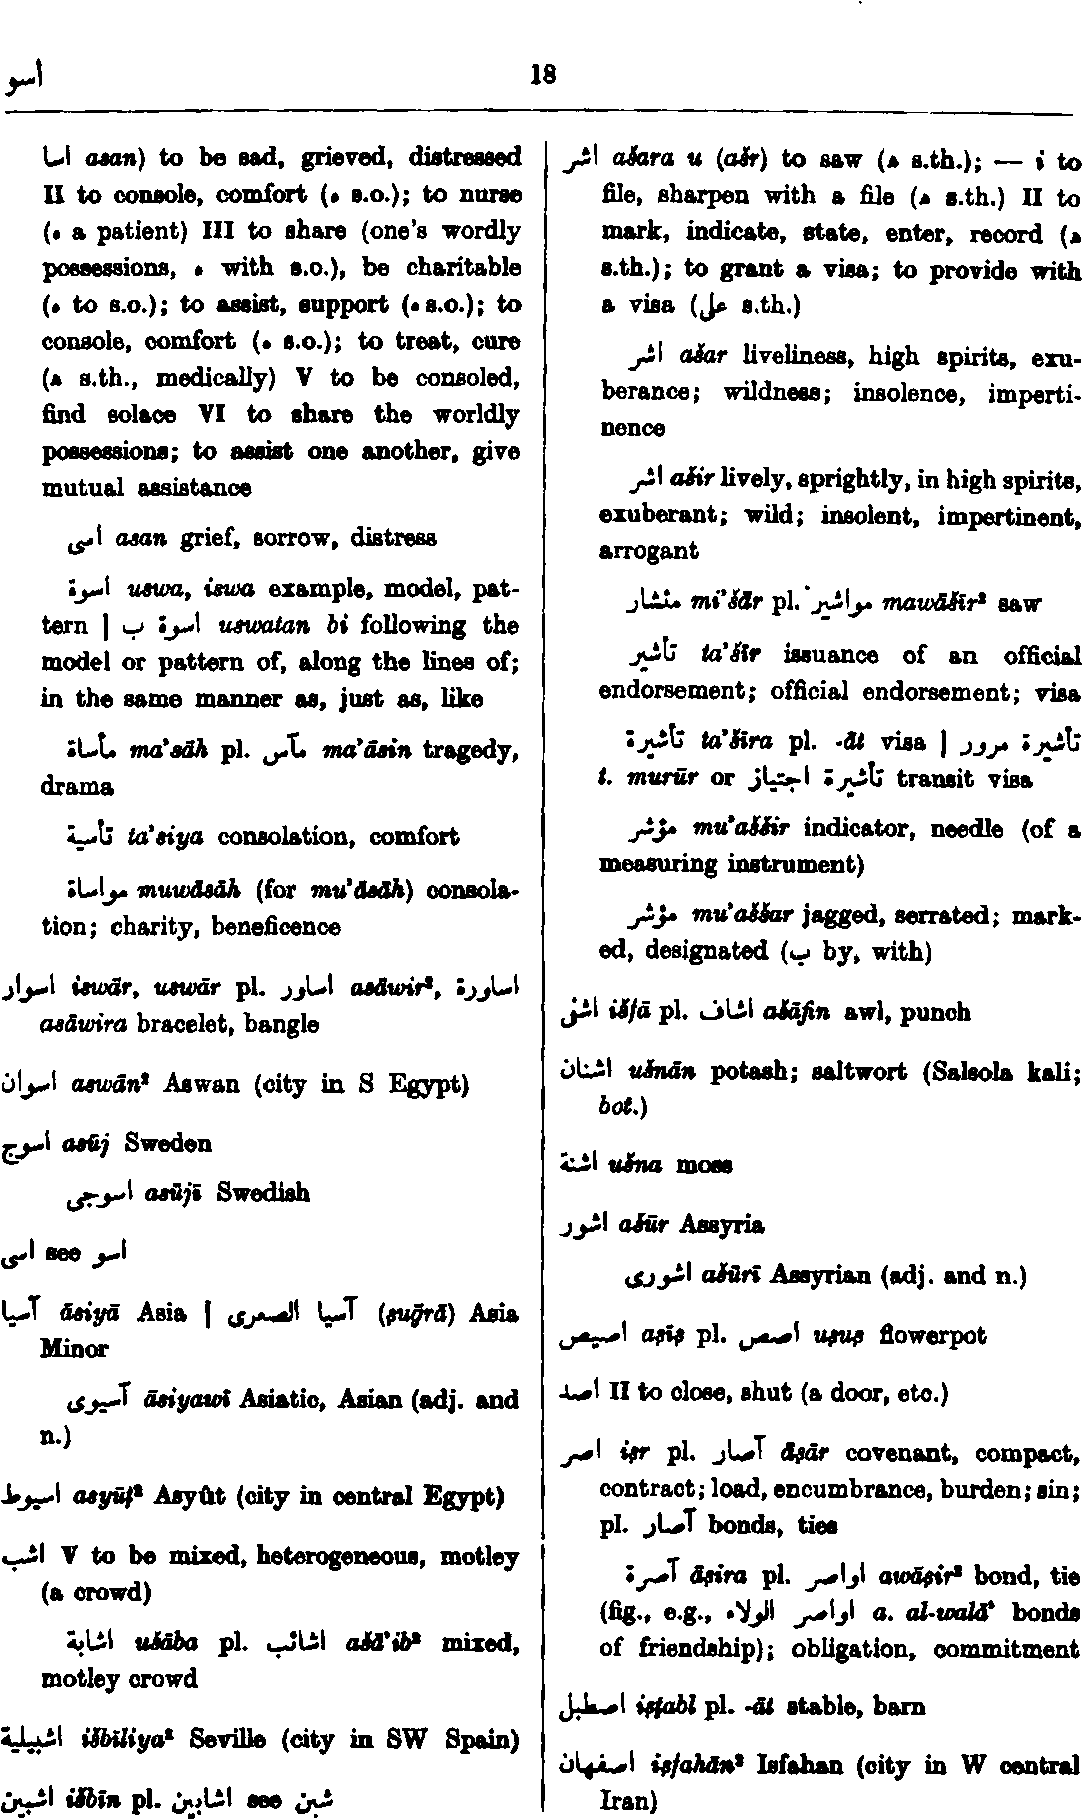 اسو
18
اسا asan) to be sad, grieved, distressed
II to console, comfort (ه s.o.); to nurse
(ه a patient) III to share (one's wordly
possessions, ه with s.o.), be charitable
(ه to s.o.); to assist, support (ه s.o.); to
console, comfort (ه s.o.); to treat, cure
(ﻫ s.th., medically) V to be consoled,
find solace VI to share the worldly
possessions; to assist one another, give
mutual assistance
اسى asan grief, sorrow, distress
اسوة uswa, iswa example, model, pat-
tern | اسوة ب uswatan bi following the
model or pattern of, along the lines of;
in the same manner as, just as, like
مأساة ma'sāh pl. مآس ma'āsin tragedy,
drama
تأسية ta'siya consolation, comfort
مواساة muwāsāh (for mu'āsāh) consola-
tion; charity, beneficence
اسوار iswār, uswār pl. اساور asāwir², اساورة
asāwira bracelet, bangle
اسوان aswān² Aswan (city in S Egypt)
اسوج asūj Sweden
اسوجى asūjī Swedish
اسى see اسو
آسيا āsiyā Asia | آسيا الصغرى (ṣuḡrā) Asia
Minor
آسيوى āsiyawī Asiatic, Asian (adj. and
n.)
اسيوط asyūṭ² Asyût (city in central Egypt)
اشب V to be mixed, heterogeneous, motley
(a crowd)
اشابة ušāba pl. اشائب ašā'ib² mixed,
motley crowd
اشبيلية išbīliya² Seville (city in SW Spain)
اشبين išbīn pl. اشابين see شبن
اشر ašara u (ašr) to saw (ﻫ s.th.); — i to
file, sharpen with a file (ﻫ s.th.) II to
mark, indicate, state, enter, record (ﻫ
s.th.); to grant a visa; to provide with
a visa (على s.th.)
اشر ašar liveliness, high spirits, exu-
berance; wildness; insolence, imperti-
nence
اشر ašir lively, sprightly, in high spirits,
exuberant; wild; insolent, impertinent,
arrogant
مئشار mi'šār pl. مواشير mawāšīr² saw
تأشير ta'šīr issuance of an official
endorsement; official endorsement; visa
تأشيرة ta'šīra pl. -āt visa | تأشيرة مرور
t. murūr or تأشيرة اجتياز transit visa
مؤشر mu'aššir indicator, needle (of a
measuring instrument)
مؤشر mu'aššar jagged, serrated; mark-
ed, designated (ب by, with)
اشفى išfā pl. اشاف ašāfin awl, punch
اشنان ušnān potash; saltwort (Salsola kali;
bot.)
اشنة ušna moss
اشور ašūr Assyria
اشورى ašūrī Assyrian (adj. and n.)
اصيص aṣīṣ pl. اصص uṣuṣ flowerpot
اصد II to close, shut (a door, etc.)
اصر iṣr pl. آصار āṣār covenant, compact,
contract; load, encumbrance, burden; sin;
pl. آصار bonds, ties
آصرة āṣira pl. اواصر awāṣir² bond, tie
(fig., e.g., اواصر الولاء a. al-walā' bonds
of friendship); obligation, commitment
اصطبل iṣṭabl pl. -āt stable, barn
اصفهان iṣfahān² Isfahan (city in W central
Iran)